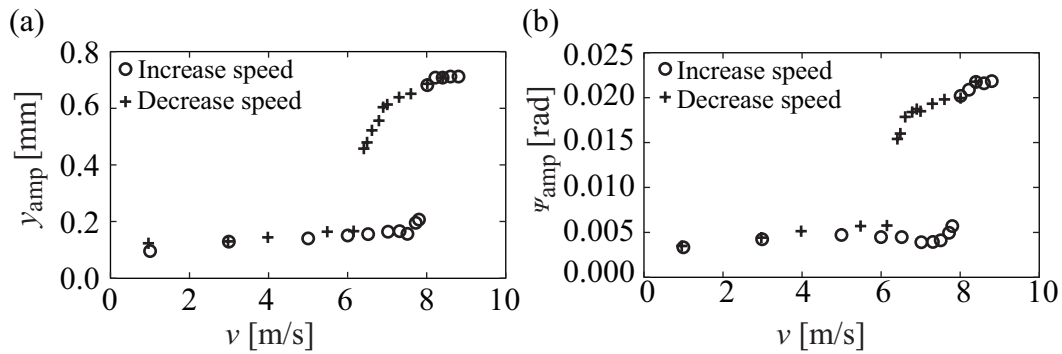 (a)
0.8
0.6
0.4
0.2
0.0
0 2 4 6 8 10
y_amp [mm]
v [m/s]
Increase speed
Decrease speed
(b)
0.025
0.020
0.015
0.010
0.005
0.000
0 2 4 6 8 10
Ψ_amp [rad]
v [m/s]
Increase speed
Decrease speed